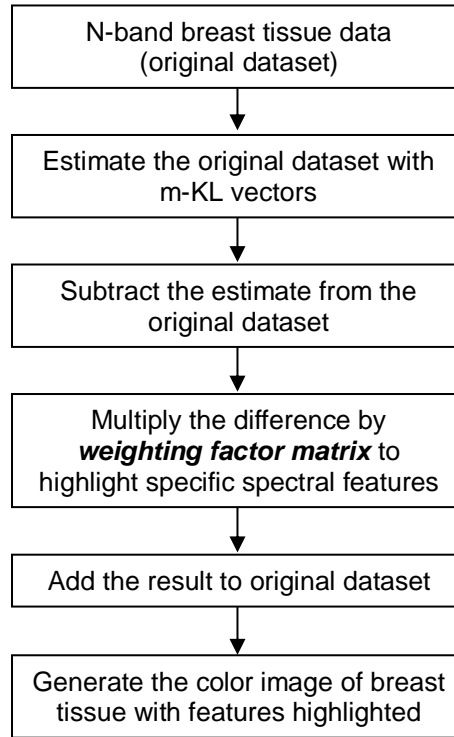 N-band breast tissue data
(original dataset)
Estimate the original dataset with
m-KL vectors
Subtract the estimate from the
original dataset
Multiply the difference by
weighting factor matrix to
highlight specific spectral features
Add the result to original dataset
Generate the color image of breast
tissue with features highlighted